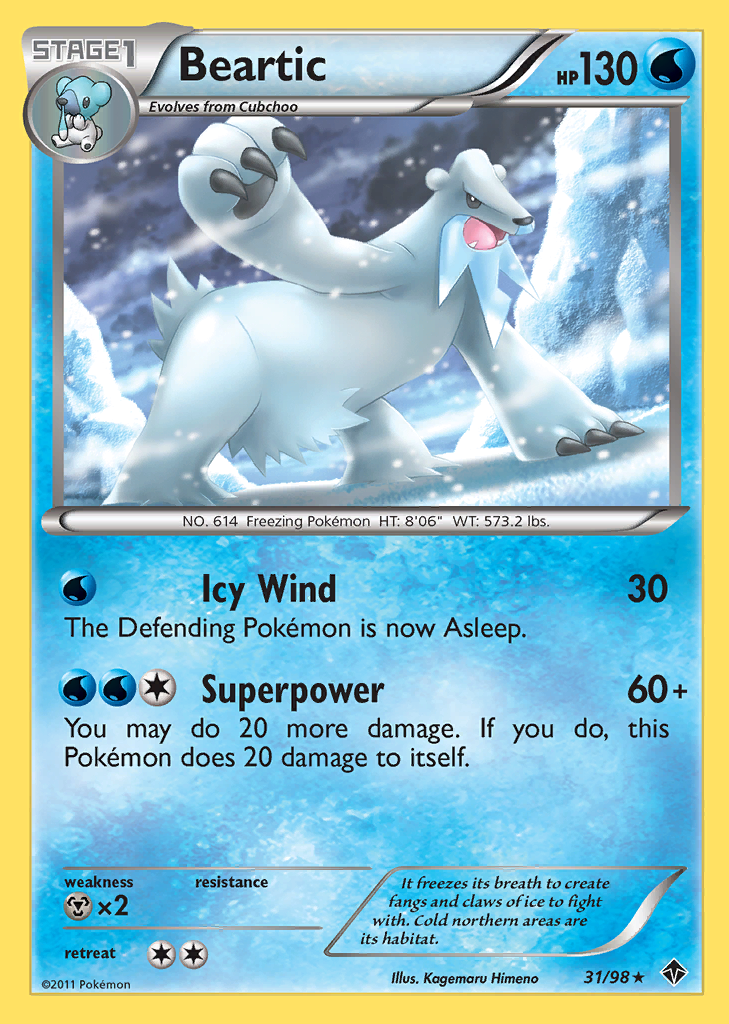 STAGE1
Beartic
HP130
Evolves from Cubchoo
NO. 614 Freezing Pokémon HT: 8'06" WT: 573.2 lbs.
Icy Wind 30
The Defending Pokémon is now Asleep.
Superpower 60+
You may do 20 more damage. If you do, this
Pokémon does 20 damage to itself.
weakness resistance
×2
retreat
It freezes its breath to create
fangs and claws of ice to fight
with. Cold northern areas are
its habitat.
©2011 Pokémon
Illus. Kagemaru Himeno
31/98★